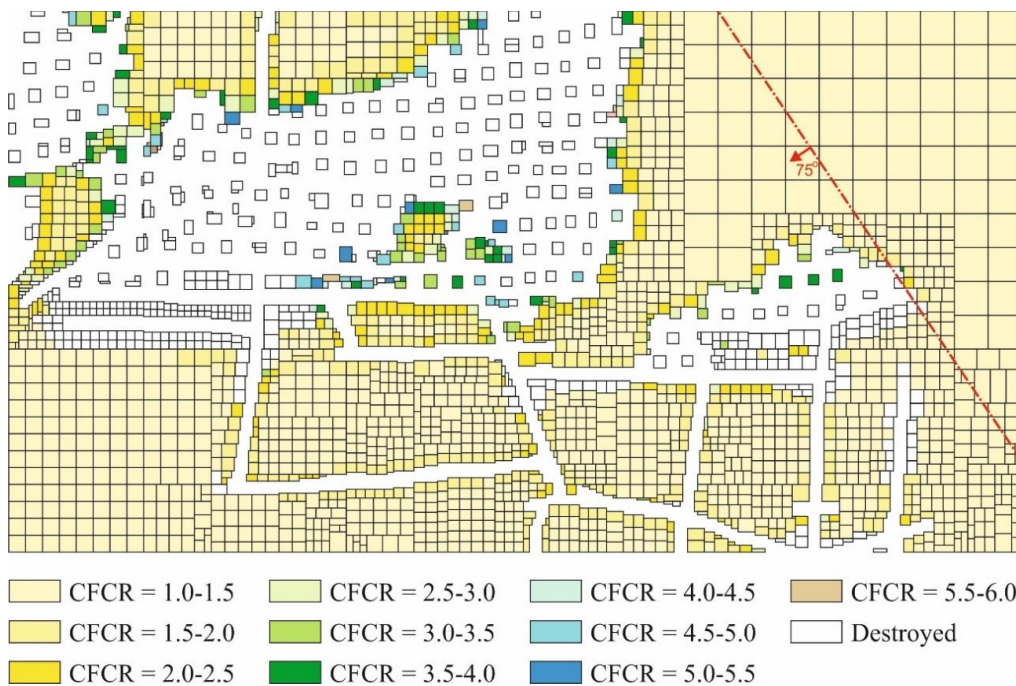 75°
CFCR = 1.0-1.5
CFCR = 2.5-3.0
CFCR = 4.0-4.5
CFCR = 5.5-6.0
CFCR = 1.5-2.0
CFCR = 3.0-3.5
CFCR = 4.5-5.0
Destroyed
CFCR = 2.0-2.5
CFCR = 3.5-4.0
CFCR = 5.0-5.5